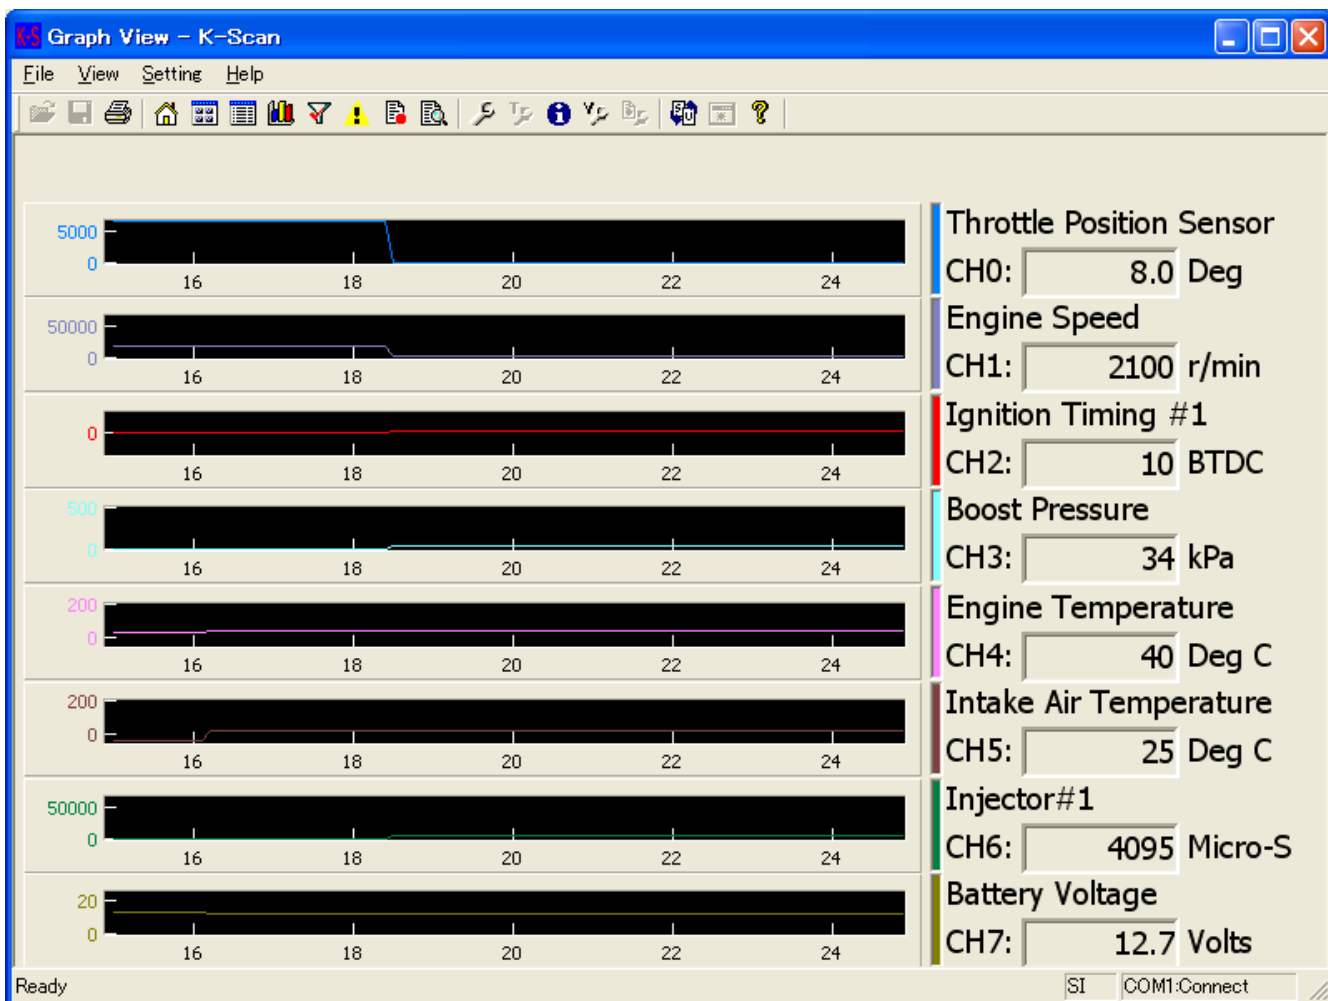 K-S Graph View - K-Scan
File View Setting Help
Throttle Position Sensor
5000
0
16 18 20 22 24
CH0: 8.0 Deg
Engine Speed
50000
0
16 18 20 22 24
CH1: 2100 r/min
Ignition Timing #1
0
16 18 20 22 24
CH2: 10 BTDC
Boost Pressure
500
0
16 18 20 22 24
CH3: 34 kPa
Engine Temperature
200
0
16 18 20 22 24
CH4: 40 Deg C
Intake Air Temperature
200
0
16 18 20 22 24
CH5: 25 Deg C
Injector#1
50000
0
16 18 20 22 24
CH6: 4095 Micro-S
Battery Voltage
20
0
16 18 20 22 24
CH7: 12.7 Volts
Ready SI COM1:Connect